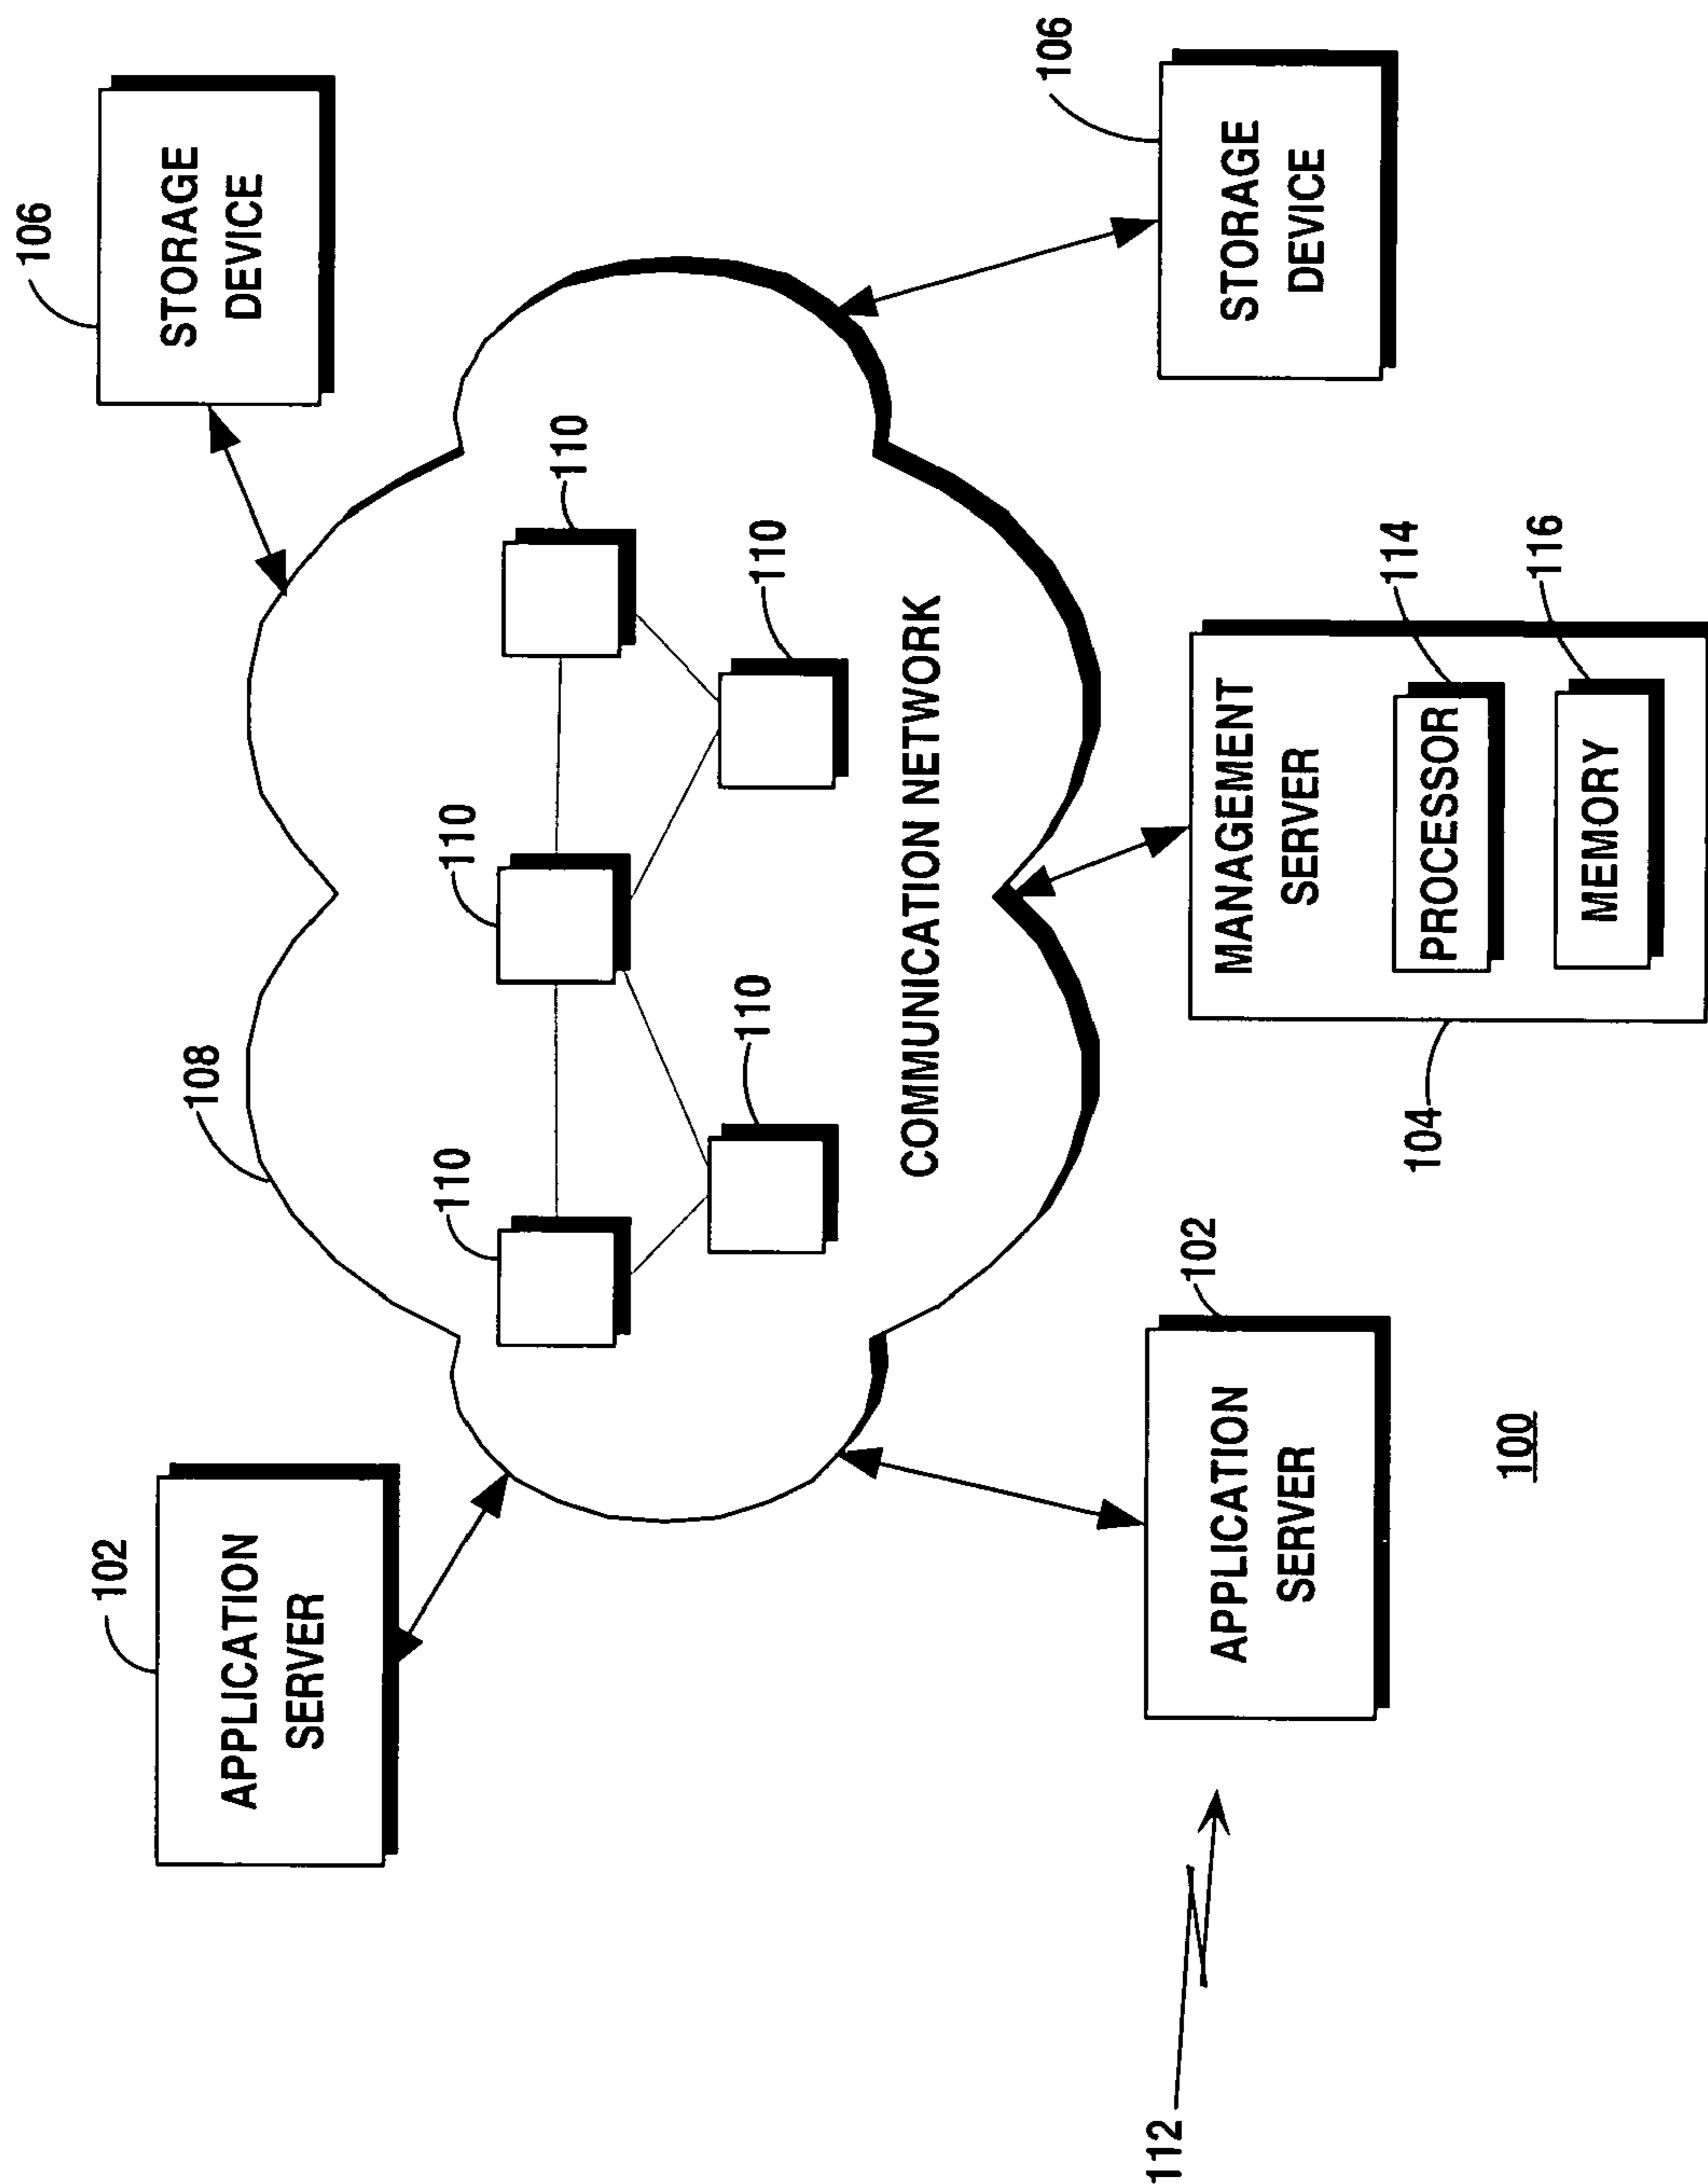 102
APPLICATION
SERVER
108
106
STORAGE
DEVICE
110
110
110
110
110
COMMUNICATION NETWORK
112
102
APPLICATION
SERVER
104
MANAGEMENT
SERVER
PROCESSOR
114
MEMORY
116
106
STORAGE
DEVICE
100